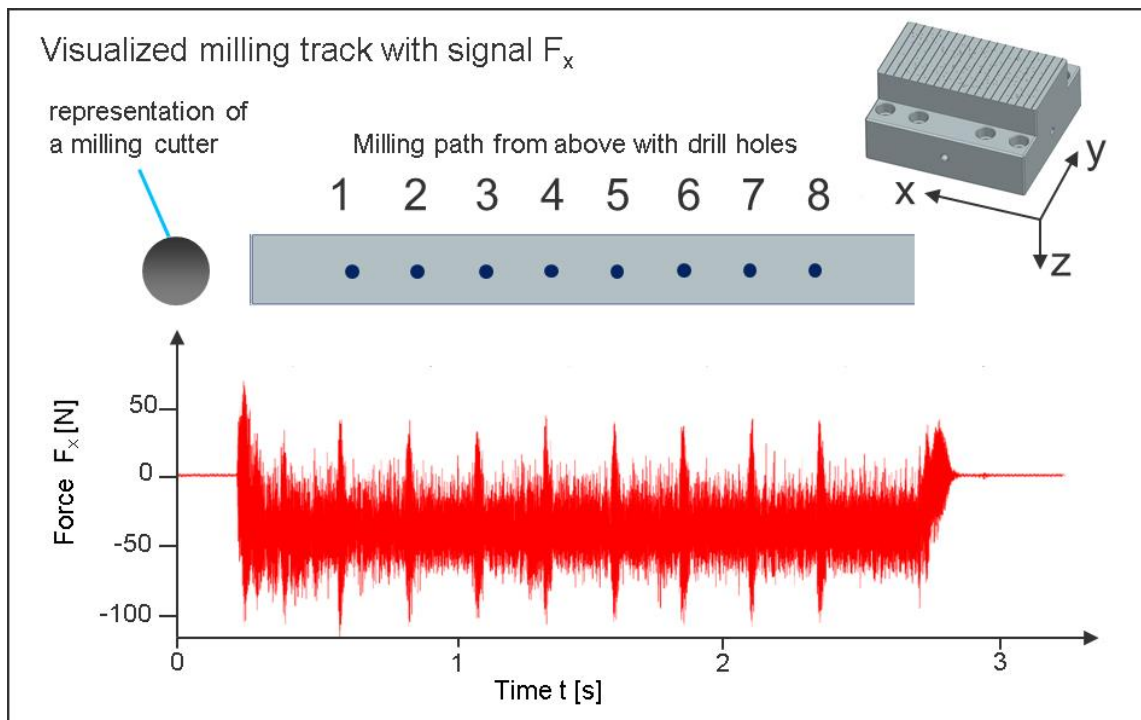 Visualized milling track with signal Fₓ
representation of
a milling cutter
Milling path from above with drill holes
1 2 3 4 5 6 7 8
x
y
z
Force Fₓ [N]
50
0
-50
-100
0 1 2 3
Time t [s]